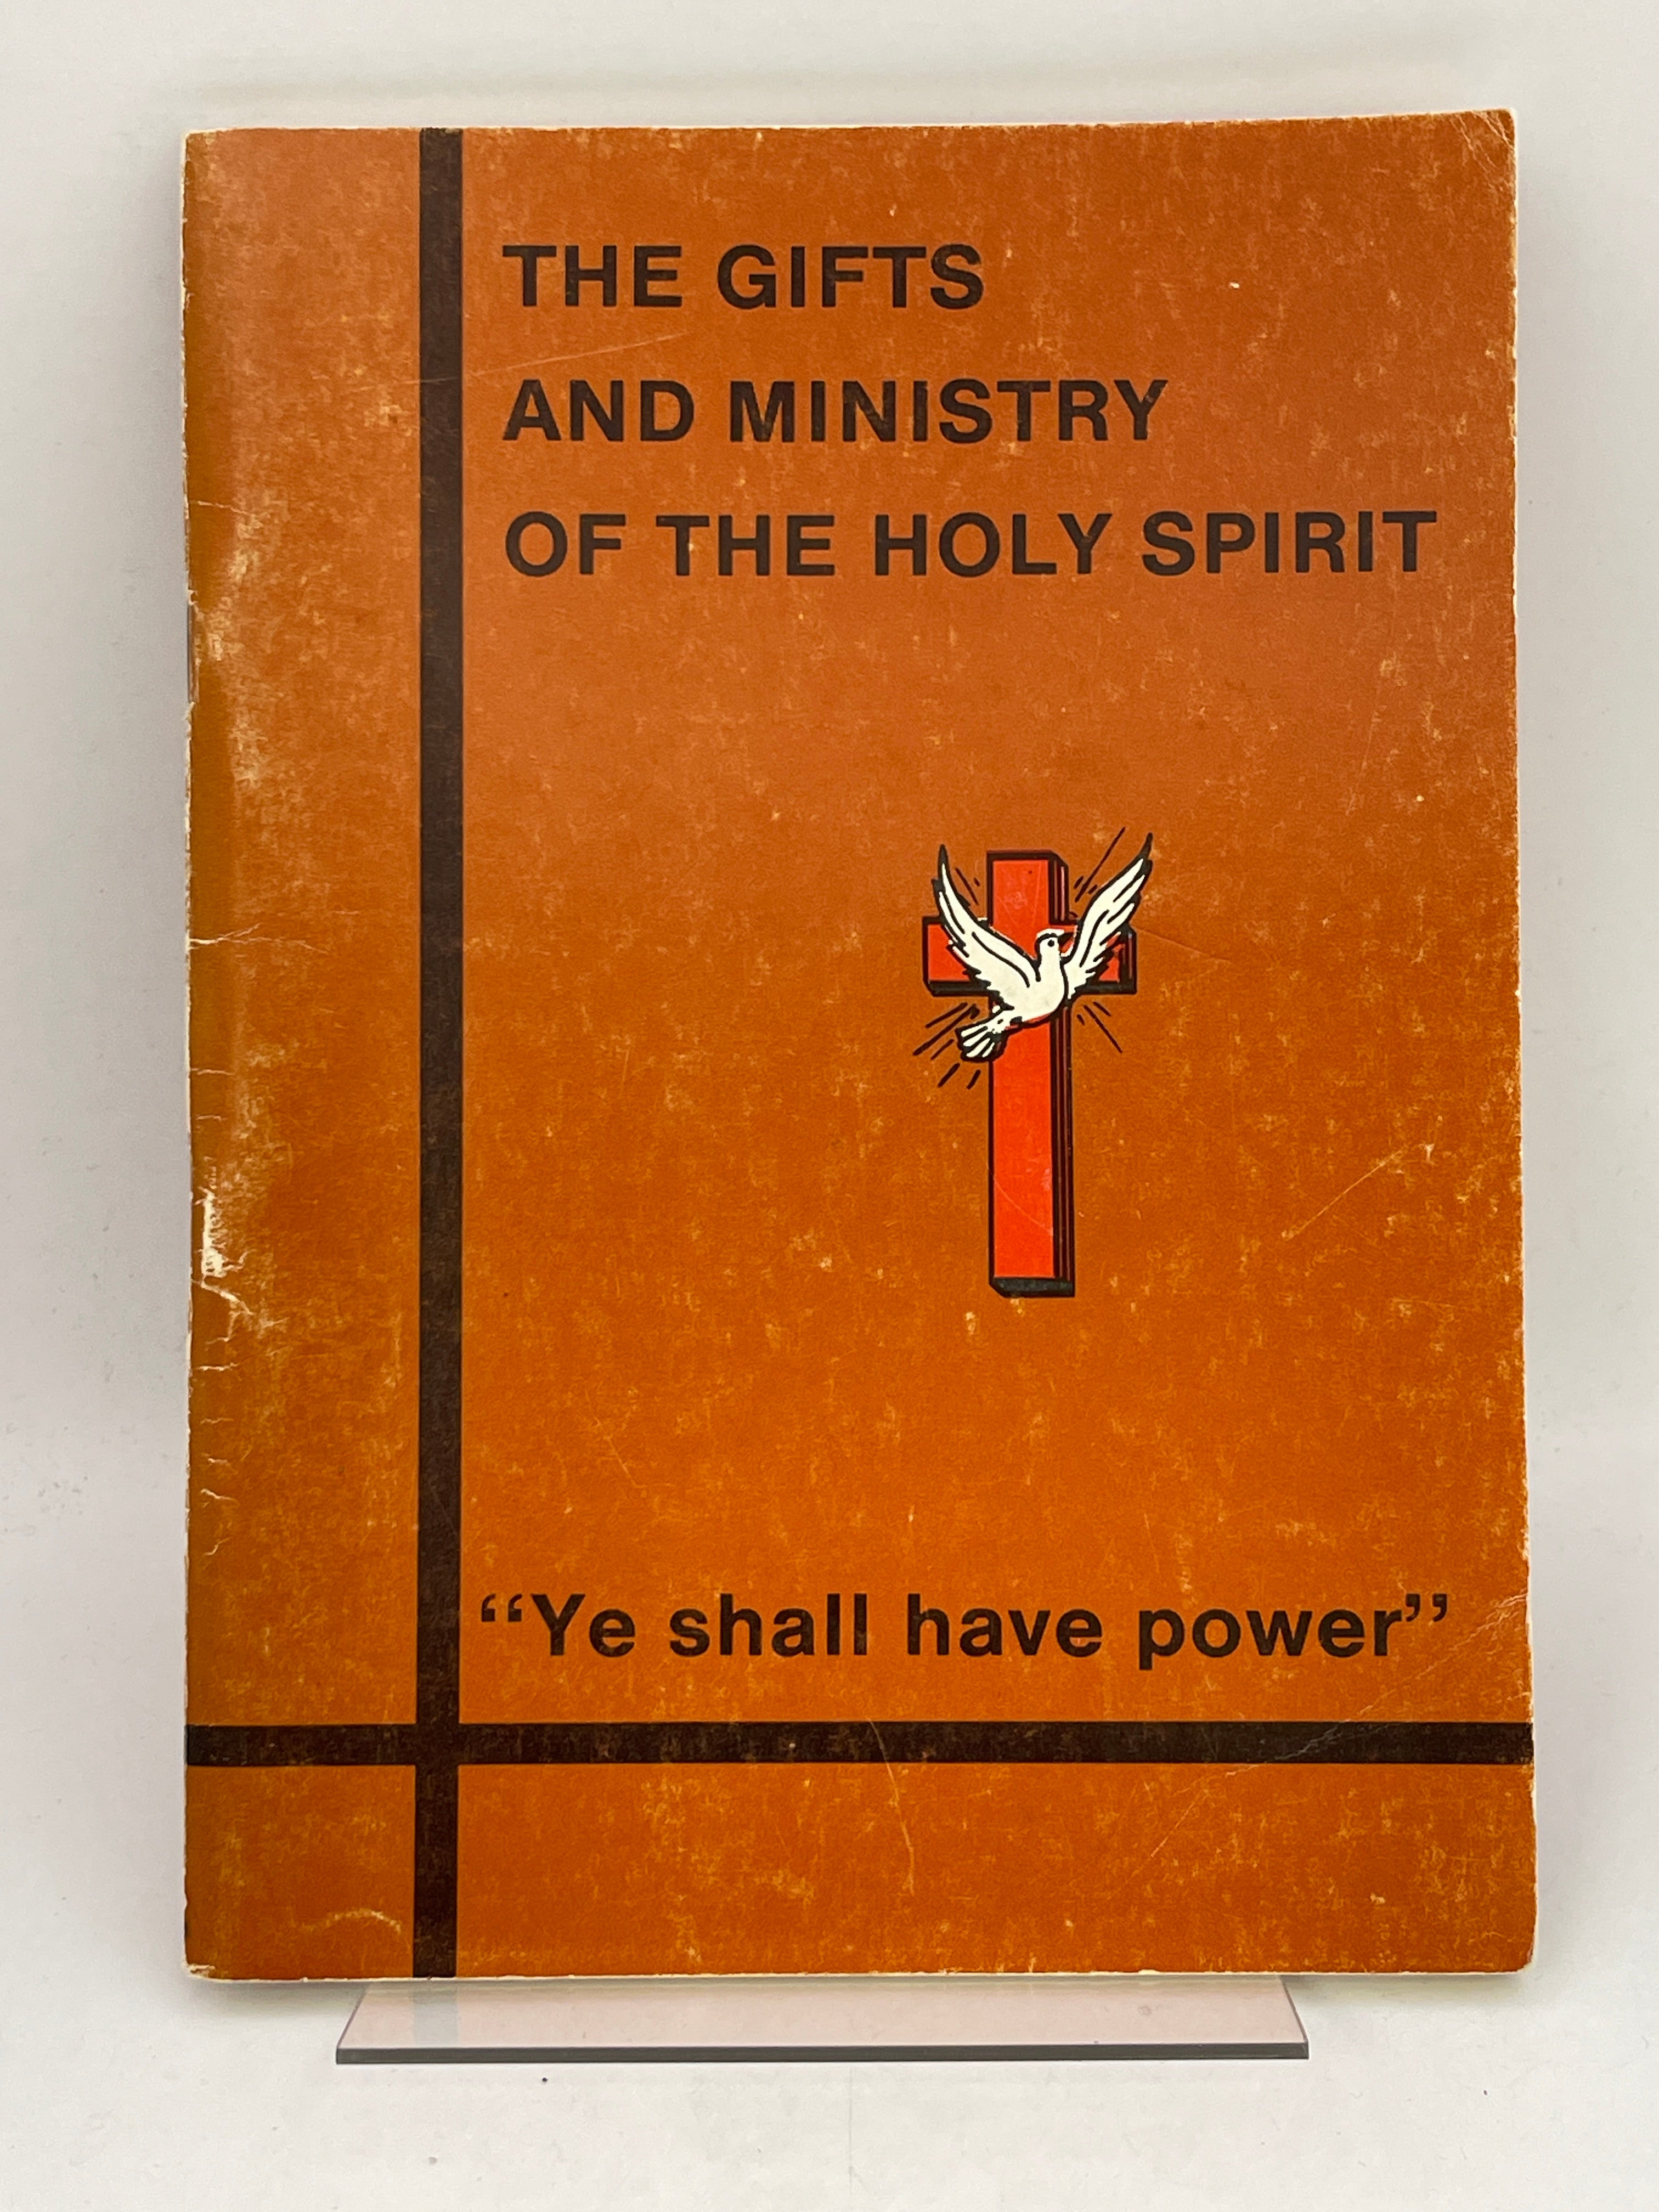 THE GIFTS
AND MINISTRY
OF THE HOLY SPIRIT
“Ye shall have power”